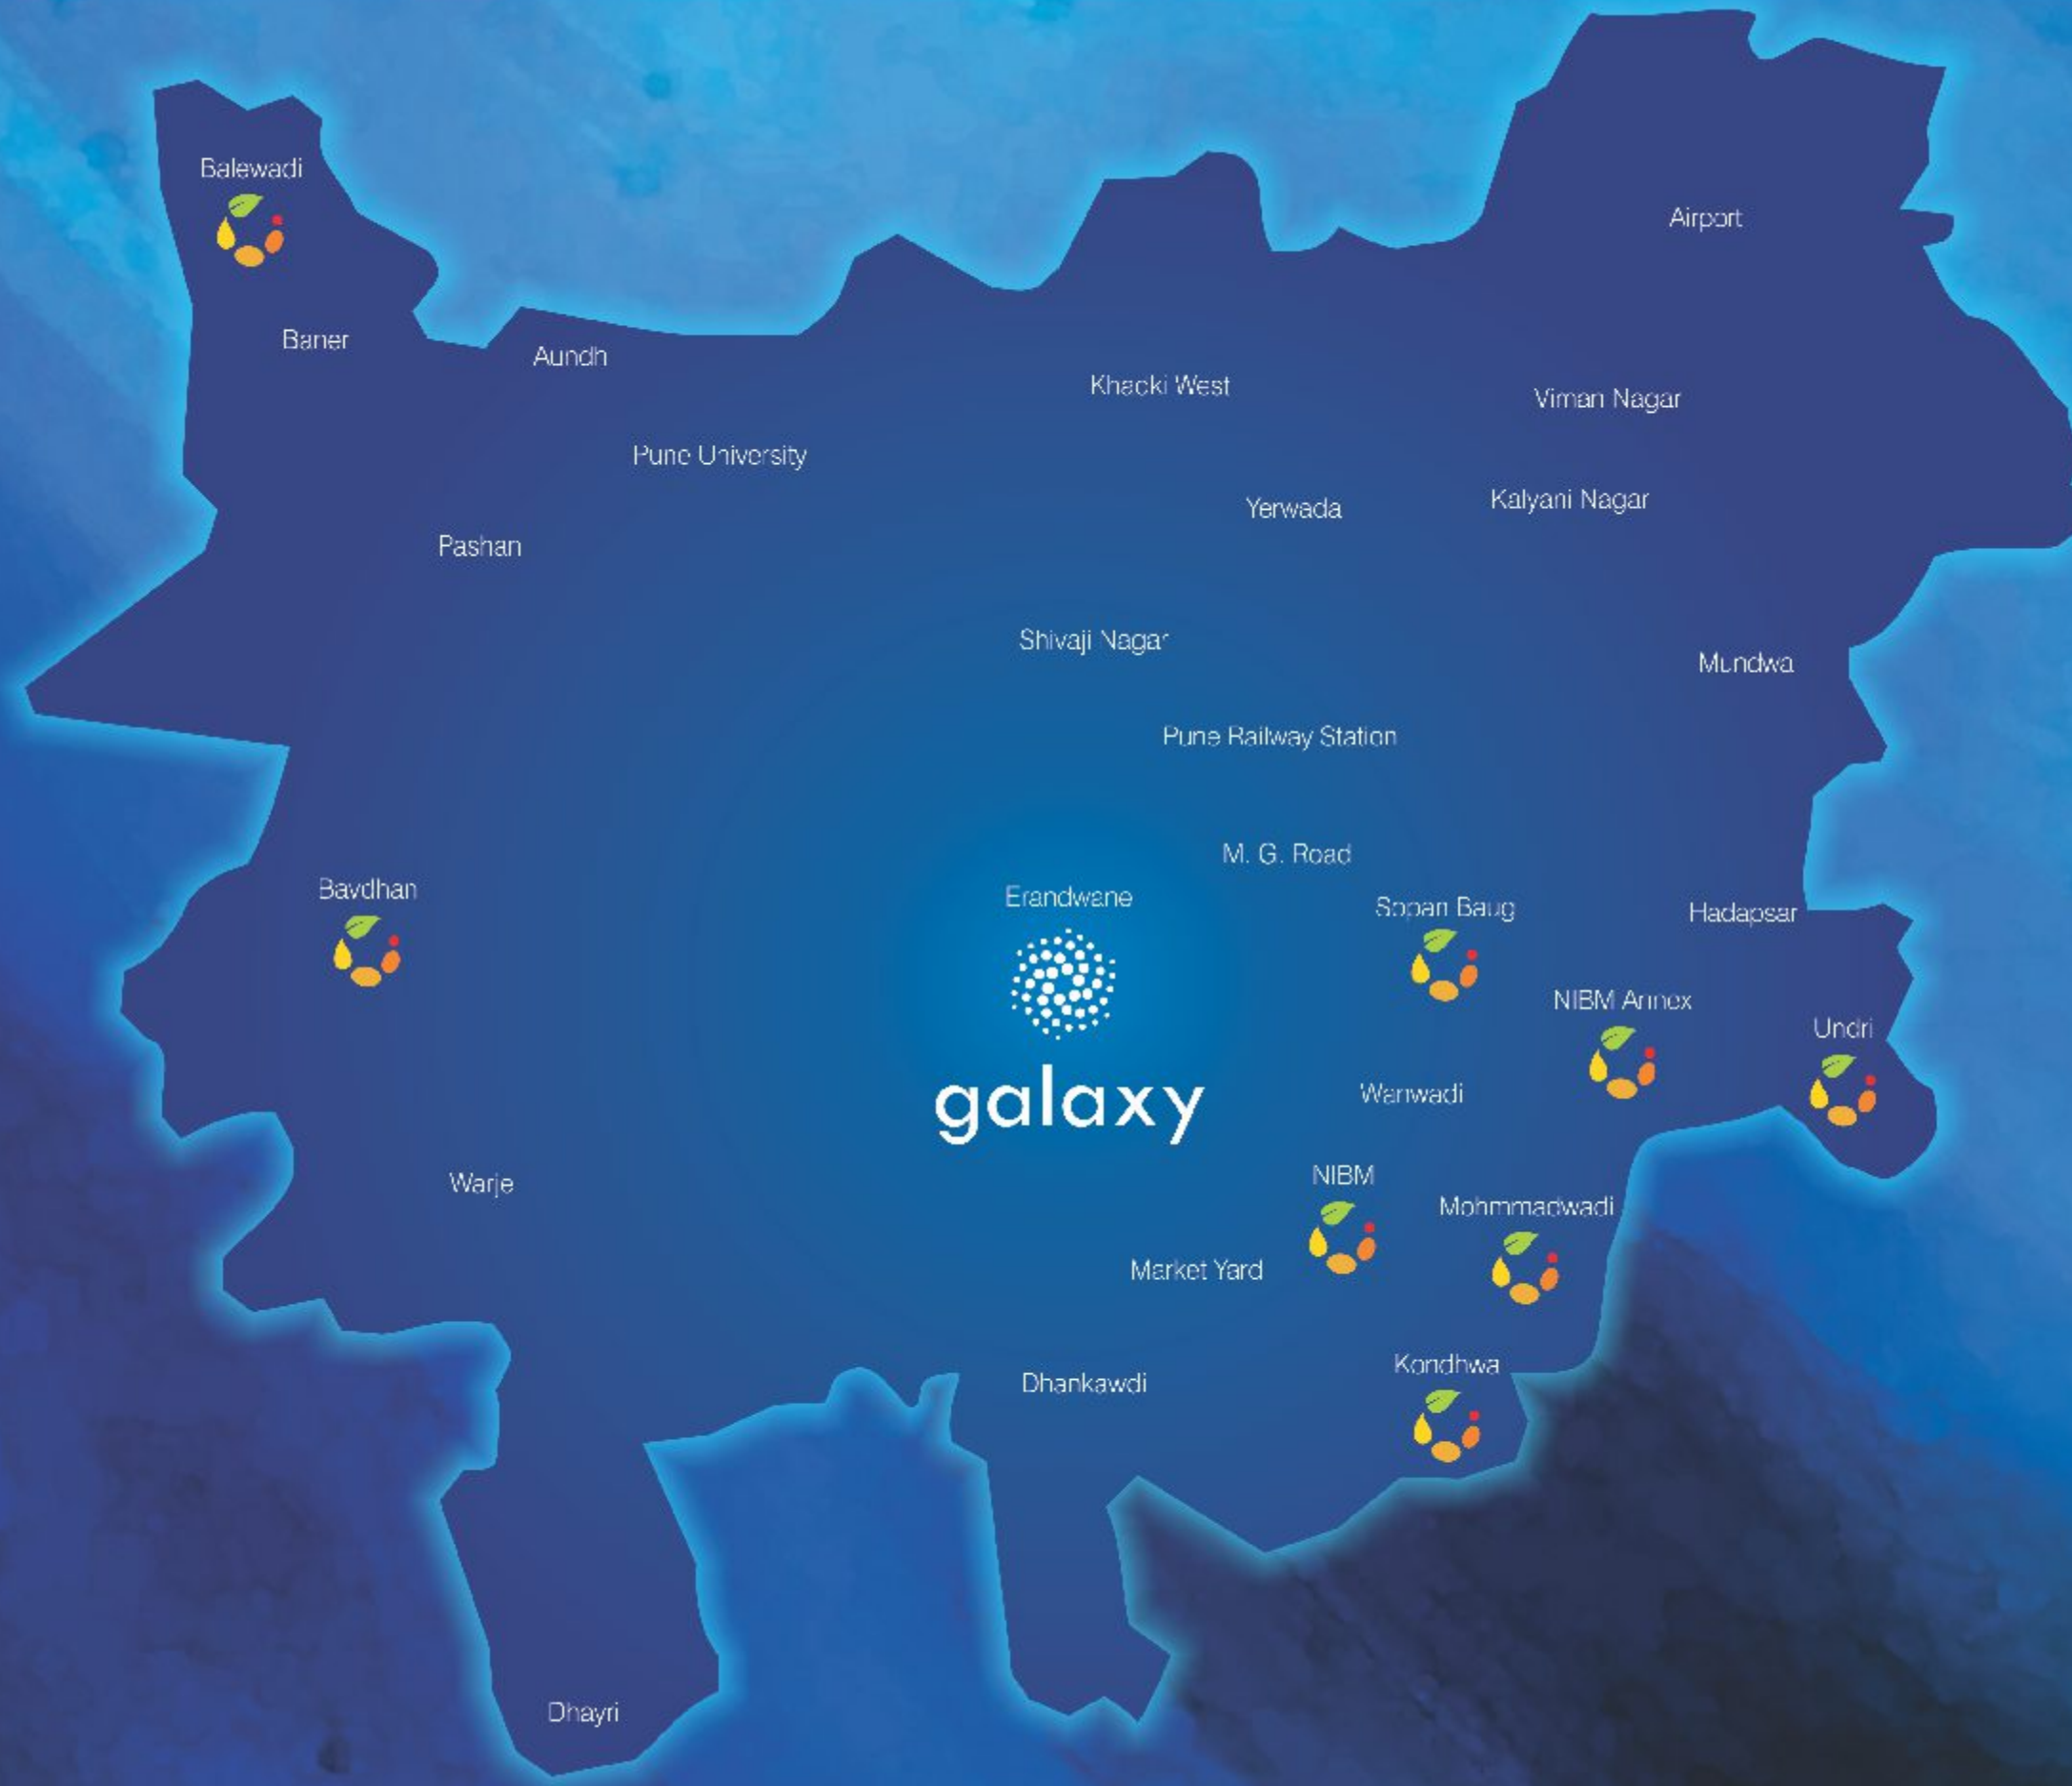 Balewadi
Airport
Baner
Aundh
Khacki West
Viman Nagar
Pune University
Yerwada
Kalyani Nagar
Pashan
Shivaji Nagar
Mundwa
Pune Railway Station
M. G. Road
Bavdhan
Erandwane
Sopan Baug
Hadapsar
NIBM Annex
Undri
galaxy
Wanwadi
Warje
NIBM
Mohmmadwadi
Market Yard
Kondhwa
Dhankawdi
Dhayri